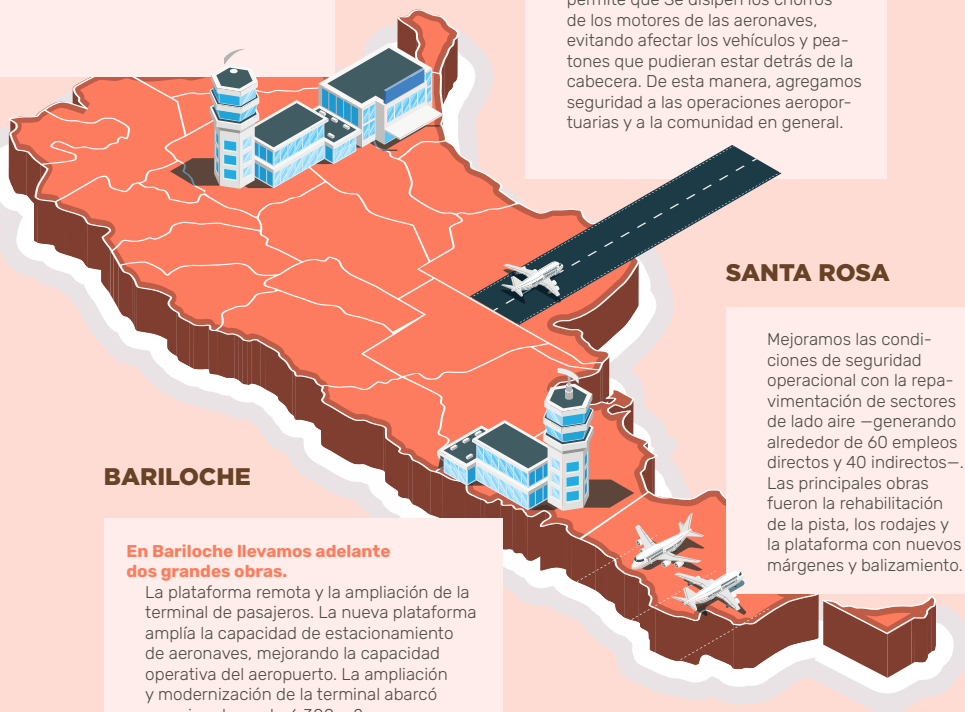 permite que Se disipen los chorros
de los motores de las aeronaves,
evitando afectar los vehículos y pea-
tones que pudieran estar detrás de la
cabecera. De esta manera, agregamos
seguridad a las operaciones aeropor-
tuarias y a la comunidad en general.
SANTA ROSA
Mejoramos las condi-
ciones de seguridad
operacional con la repa-
vimentación de sectores
de lado aire —generando
alrededor de 60 empleos
directos y 40 indirectos—.
Las principales obras
fueron la rehabilitación
de la pista, los rodajes y
la plataforma con nuevos
márgenes y balizamiento.
BARILOCHE
En Bariloche llevamos adelante
dos grandes obras.
La plataforma remota y la ampliación de la
terminal de pasajeros. La nueva plataforma
amplía la capacidad de estacionamiento
de aeronaves, mejorando la capacidad
operativa del aeropuerto. La ampliación
y modernización de la terminal abarcó